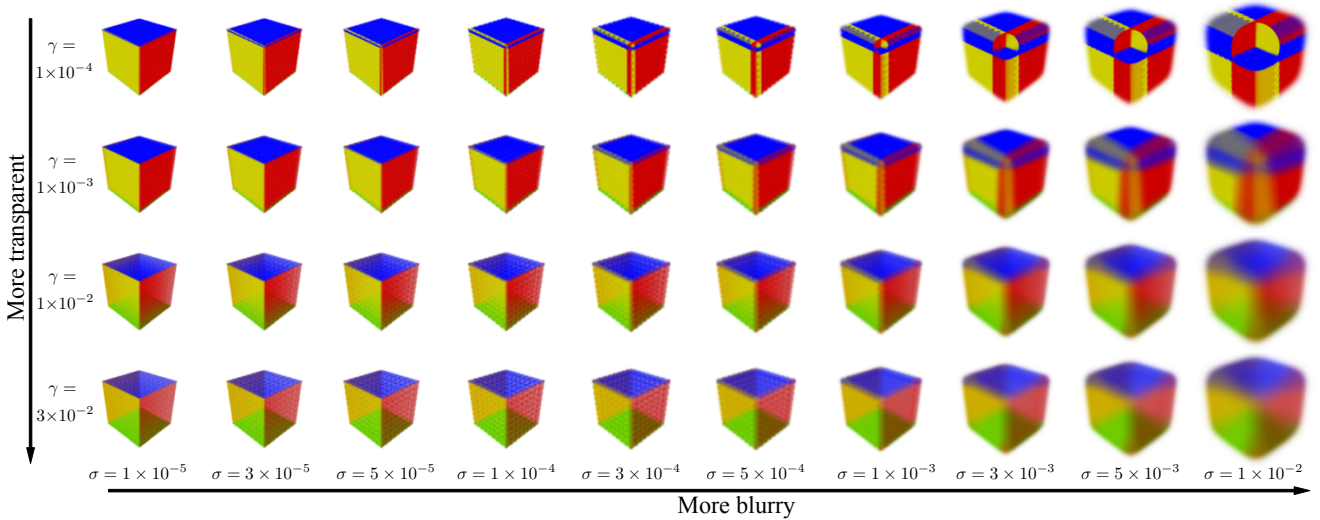 γ =
1×10⁻⁴
γ =
1×10⁻³
γ =
1×10⁻²
γ =
3×10⁻²
More transparent
σ = 1 × 10⁻⁵
σ = 3 × 10⁻⁵
σ = 5 × 10⁻⁵
σ = 1 × 10⁻⁴
σ = 3 × 10⁻⁴
σ = 5 × 10⁻⁴
σ = 1 × 10⁻³
σ = 3 × 10⁻³
σ = 5 × 10⁻³
σ = 1 × 10⁻²
More blurry